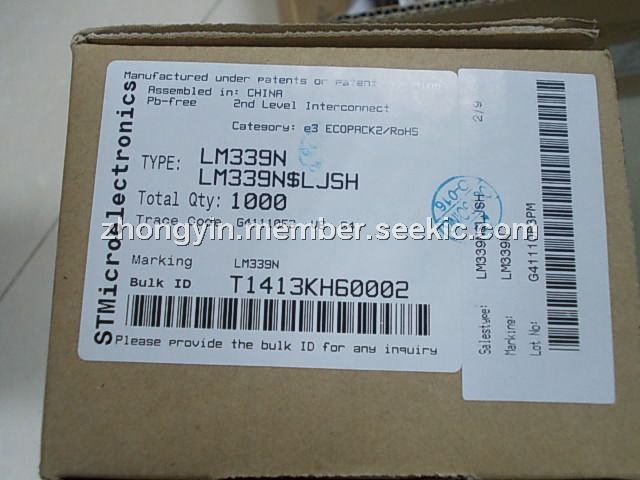 STMicroelectronics
Manufactured under patents or patent
Assembled in: CHINA
Pb-free 2nd Level Interconnect
Category: e3 ECOPACK2/RoHS
TYPE: LM339N
LM339N$LJSH
Total Qty: 1000
Trace Code
zhongyin.member.seekic.com
Marking LM339N
Bulk ID T1413KH60002
Please provide the bulk ID for any inquiry
2/9
Salestype:
Marking: LM339N
Lot No: